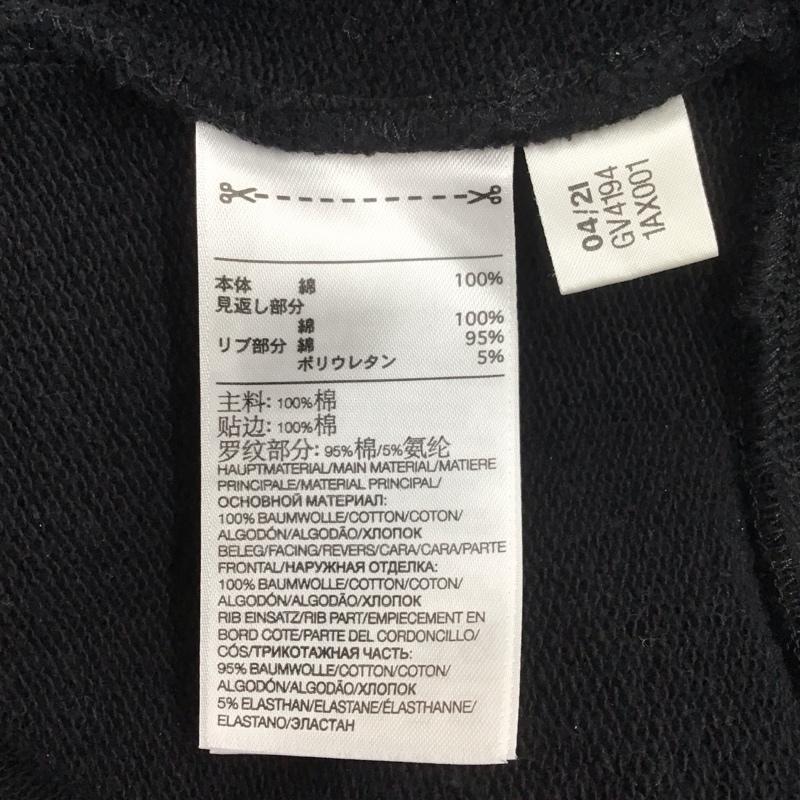 本体 綿 100%
見返し部分
綿 100%
リブ部分 綿 95%
ポリウレタン 5%
主料: 100%棉
贴边: 100%棉
罗纹部分: 95%棉/5%氨纶
HAUPTMATERIAL/MAIN MATERIAL/MATIERE
PRINCIPALE/MATERIAL PRINCIPAL/
ОСНОВНОЙ МАТЕРИАЛ:
100% BAUMWOLLE/COTTON/COTON/
ALGODÓN/ALGODÃO/ХЛОПОК
BELEG/FACING/REVERS/CARA/CARA/PARTE
FRONTAL/НАРУЖНАЯ ОТДЕЛКА:
100% BAUMWOLLE/COTTON/COTON/
ALGODÓN/ALGODÃO/ХЛОПОК
RIB EINSATZ/RIB PART/EMPIECEMENT EN
BORD COTE/PARTE DEL CORDONCILLO/
CÓS/ТРИКОТАЖНАЯ ЧАСТЬ:
95% BAUMWOLLE/COTTON/COTON/
ALGODÓN/ALGODÃO/ХЛОПОК
5% ELASTHAN/ELASTANE/ÉLASTHANNE/
ELASTANO/ЭЛАСТАН
04/21
GV4194
1AX001